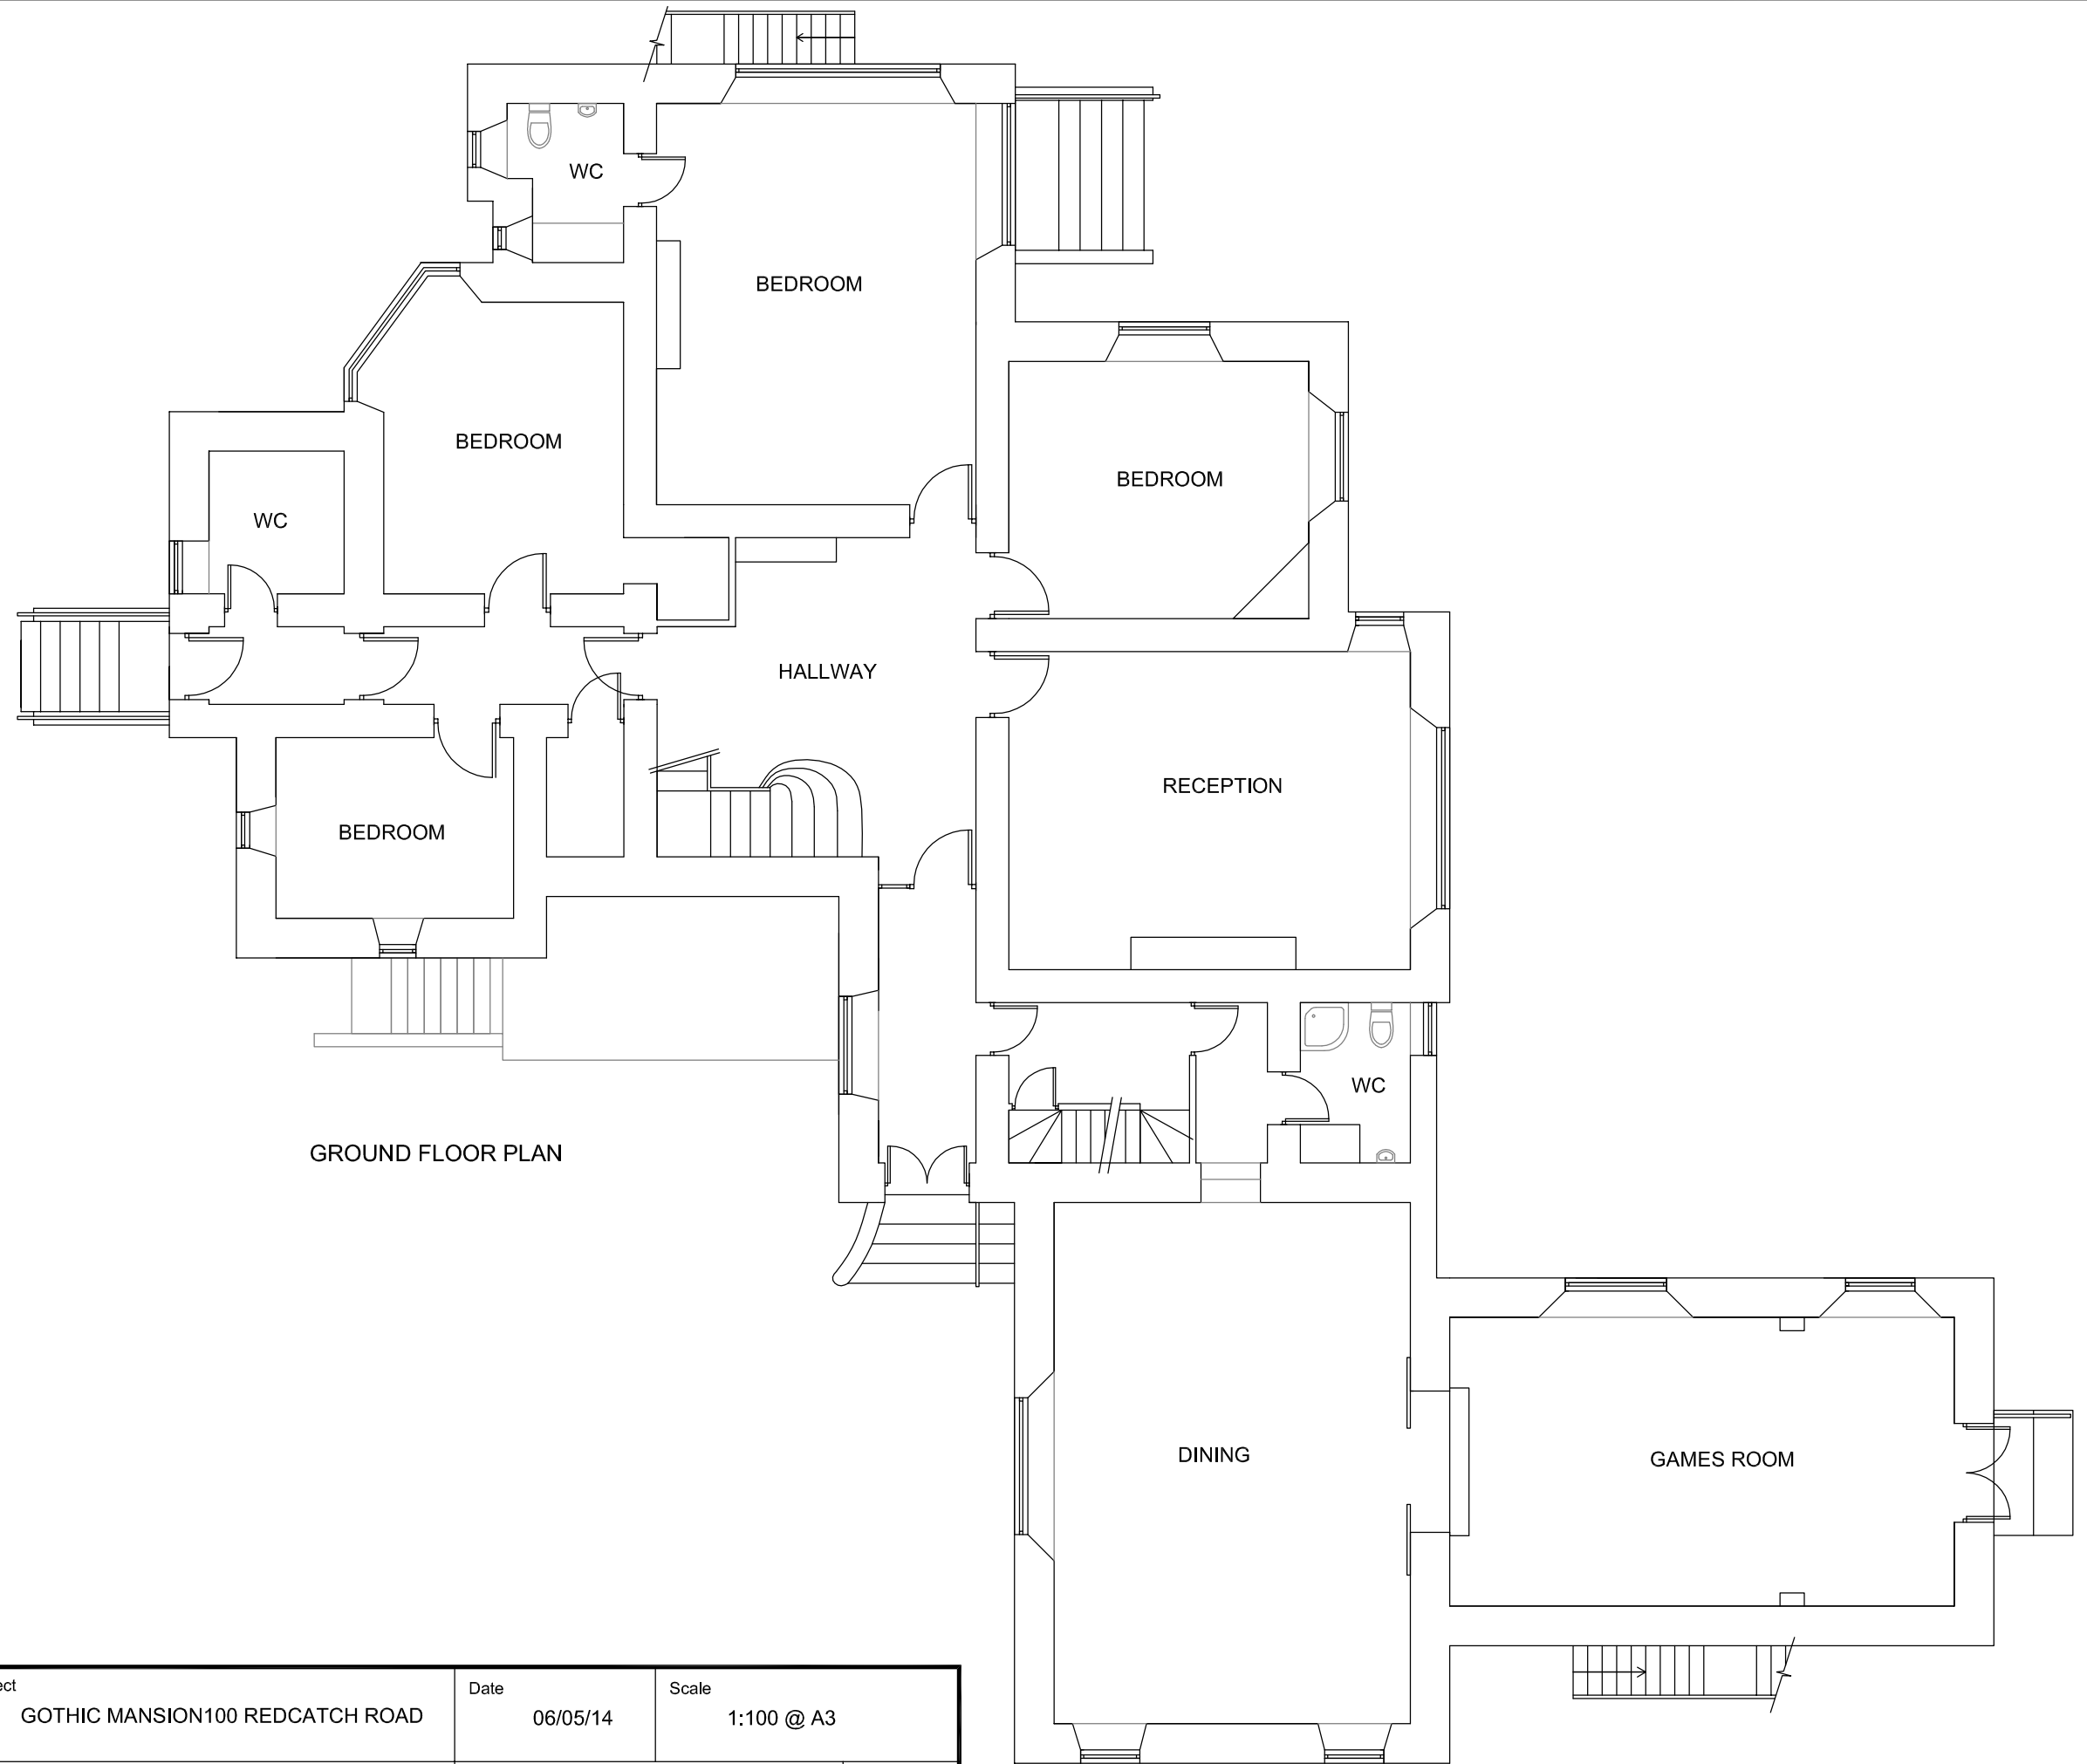 WC
BEDROOM
BEDROOM
BEDROOM
WC
HALLWAY
RECEPTION
BEDROOM
WC
GROUND FLOOR PLAN
DINING
GAMES ROOM
Date
Scale
GOTHIC MANSION100 REDCATCH ROAD
06/05/14
1:100 @ A3